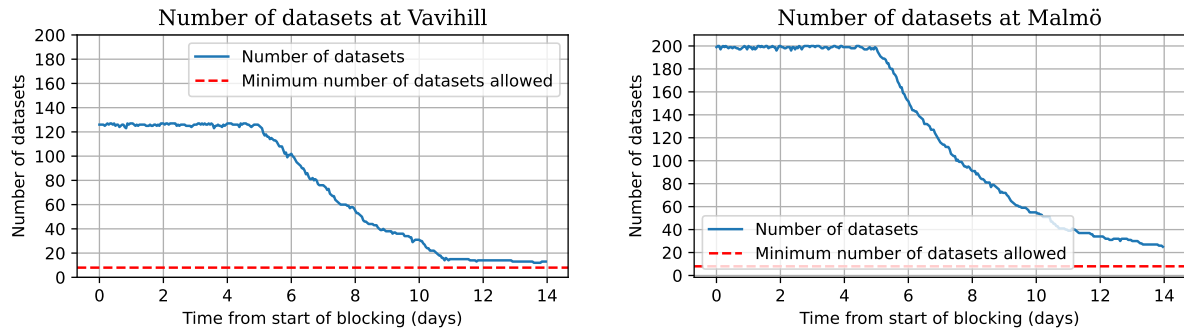 Number of datasets at Vavihill
200
180
160
140
120
100
80
60
40
20
0
Number of datasets
Number of datasets
Minimum number of datasets allowed
0 2 4 6 8 10 12 14
Time from start of blocking (days)
Number of datasets at Malmö
200
180
160
140
120
100
80
60
40
20
0
Number of datasets
Number of datasets
Minimum number of datasets allowed
0 2 4 6 8 10 12 14
Time from start of blocking (days)